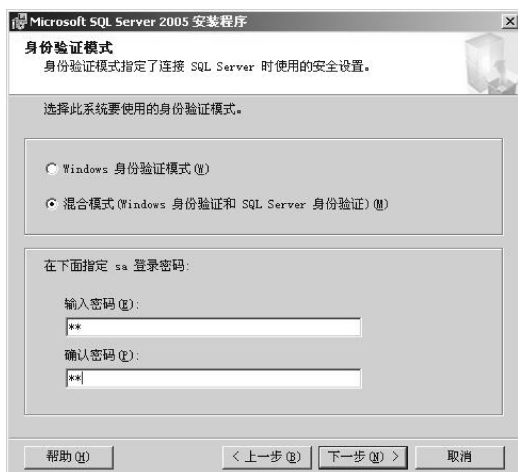 Microsoft SQL Server 2005 安装程序
身份验证模式
身份验证模式指定了连接 SQL Server 时使用的安全设置。
选择此系统要使用的身份验证模式。
Windows 身份验证模式(W)
混合模式(Windows 身份验证和 SQL Server 身份验证)(M)
在下面指定 sa 登录密码:
输入密码(E):
**
确认密码(P):
**
帮助(H) < 上一步(B) 下一步(N) > 取消